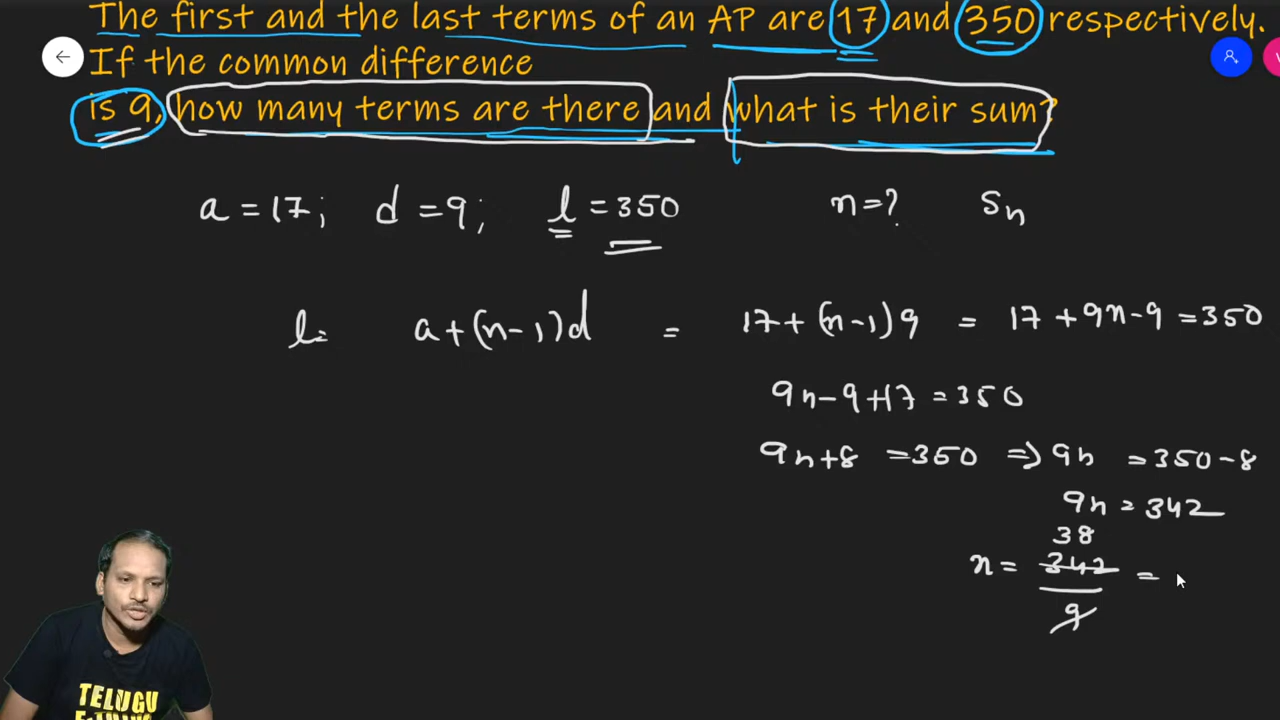 The first and the last terms of an AP are 17 and 350 respectively.
If the common difference
is 9, how many terms are there and what is their sum?
a = 17; d = 9; l = 350 n = ? Sn
l = a + (n-1)d = 17 + (n-1)9 = 17 + 9n - 9 = 350
9n - 9 + 17 = 350
9n + 8 = 350 ⇒ 9n = 350 - 8
9n = 342
38
n = 342/9 =
TELUGU